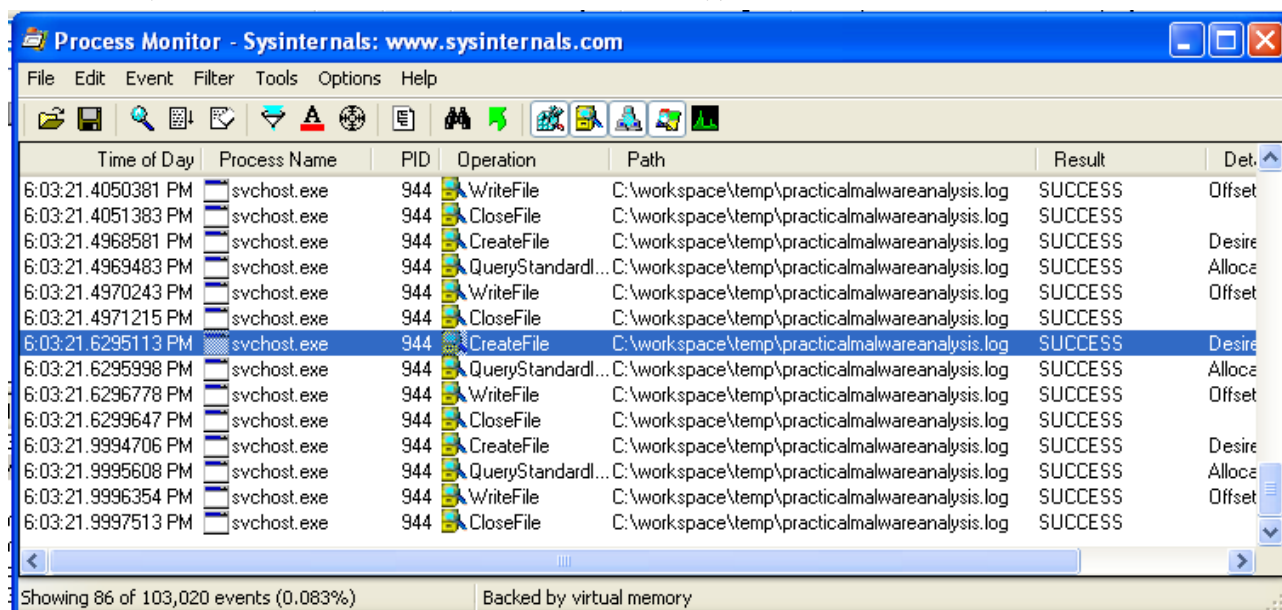 Process Monitor - Sysinternals: www.sysinternals.com
File Edit Event Filter Tools Options Help
Time of Day Process Name PID Operation Path Result Det
6:03:21.4050381 PM svchost.exe 944 WriteFile C:\workspace\temp\practicalmalwareanalysis.log SUCCESS Offset
6:03:21.4051383 PM svchost.exe 944 CloseFile C:\workspace\temp\practicalmalwareanalysis.log SUCCESS
6:03:21.4968581 PM svchost.exe 944 CreateFile C:\workspace\temp\practicalmalwareanalysis.log SUCCESS Desire
6:03:21.4969483 PM svchost.exe 944 QueryStandardI... C:\workspace\temp\practicalmalwareanalysis.log SUCCESS Alloca
6:03:21.4970243 PM svchost.exe 944 WriteFile C:\workspace\temp\practicalmalwareanalysis.log SUCCESS Offset
6:03:21.4971215 PM svchost.exe 944 CloseFile C:\workspace\temp\practicalmalwareanalysis.log SUCCESS
6:03:21.6295113 PM svchost.exe 944 CreateFile C:\workspace\temp\practicalmalwareanalysis.log SUCCESS Desire
6:03:21.6295998 PM svchost.exe 944 QueryStandardI... C:\workspace\temp\practicalmalwareanalysis.log SUCCESS Alloca
6:03:21.6296778 PM svchost.exe 944 WriteFile C:\workspace\temp\practicalmalwareanalysis.log SUCCESS Offset
6:03:21.6299647 PM svchost.exe 944 CloseFile C:\workspace\temp\practicalmalwareanalysis.log SUCCESS
6:03:21.9994706 PM svchost.exe 944 CreateFile C:\workspace\temp\practicalmalwareanalysis.log SUCCESS Desire
6:03:21.9995608 PM svchost.exe 944 QueryStandardI... C:\workspace\temp\practicalmalwareanalysis.log SUCCESS Alloca
6:03:21.9996354 PM svchost.exe 944 WriteFile C:\workspace\temp\practicalmalwareanalysis.log SUCCESS Offset
6:03:21.9997513 PM svchost.exe 944 CloseFile C:\workspace\temp\practicalmalwareanalysis.log SUCCESS
Showing 86 of 103,020 events (0.083%) Backed by virtual memory